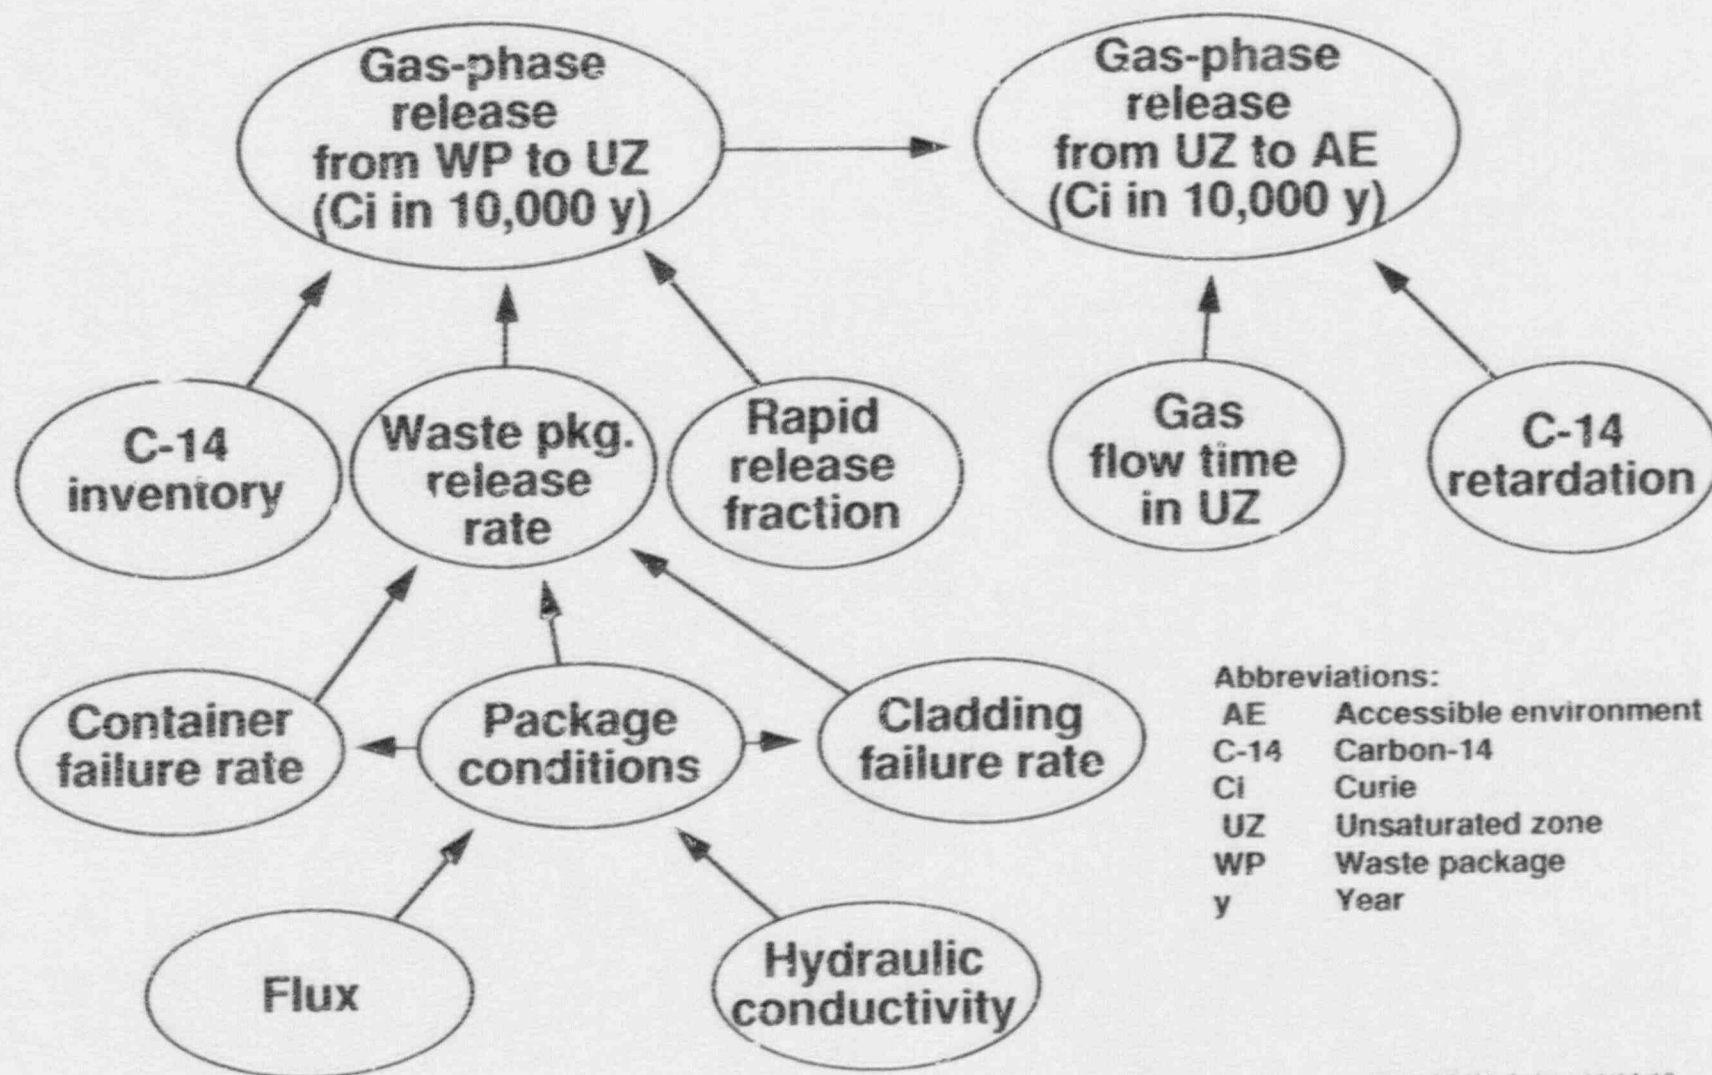 Gas-phase
release
from WP to UZ
(Ci in 10,000 y)
Gas-phase
release
from UZ to AE
(Ci in 10,000 y)
C-14
inventory
Waste pkg.
release
rate
Rapid
release
fraction
Gas
flow time
in UZ
C-14
retardation
Container
failure rate
Package
conditions
Cladding
failure rate
Flux
Hydraulic
conductivity
Abbreviations:
AE Accessible environment
C-14 Carbon-14
Ci Curie
UZ Unsaturated zone
WP Waste package
y Year